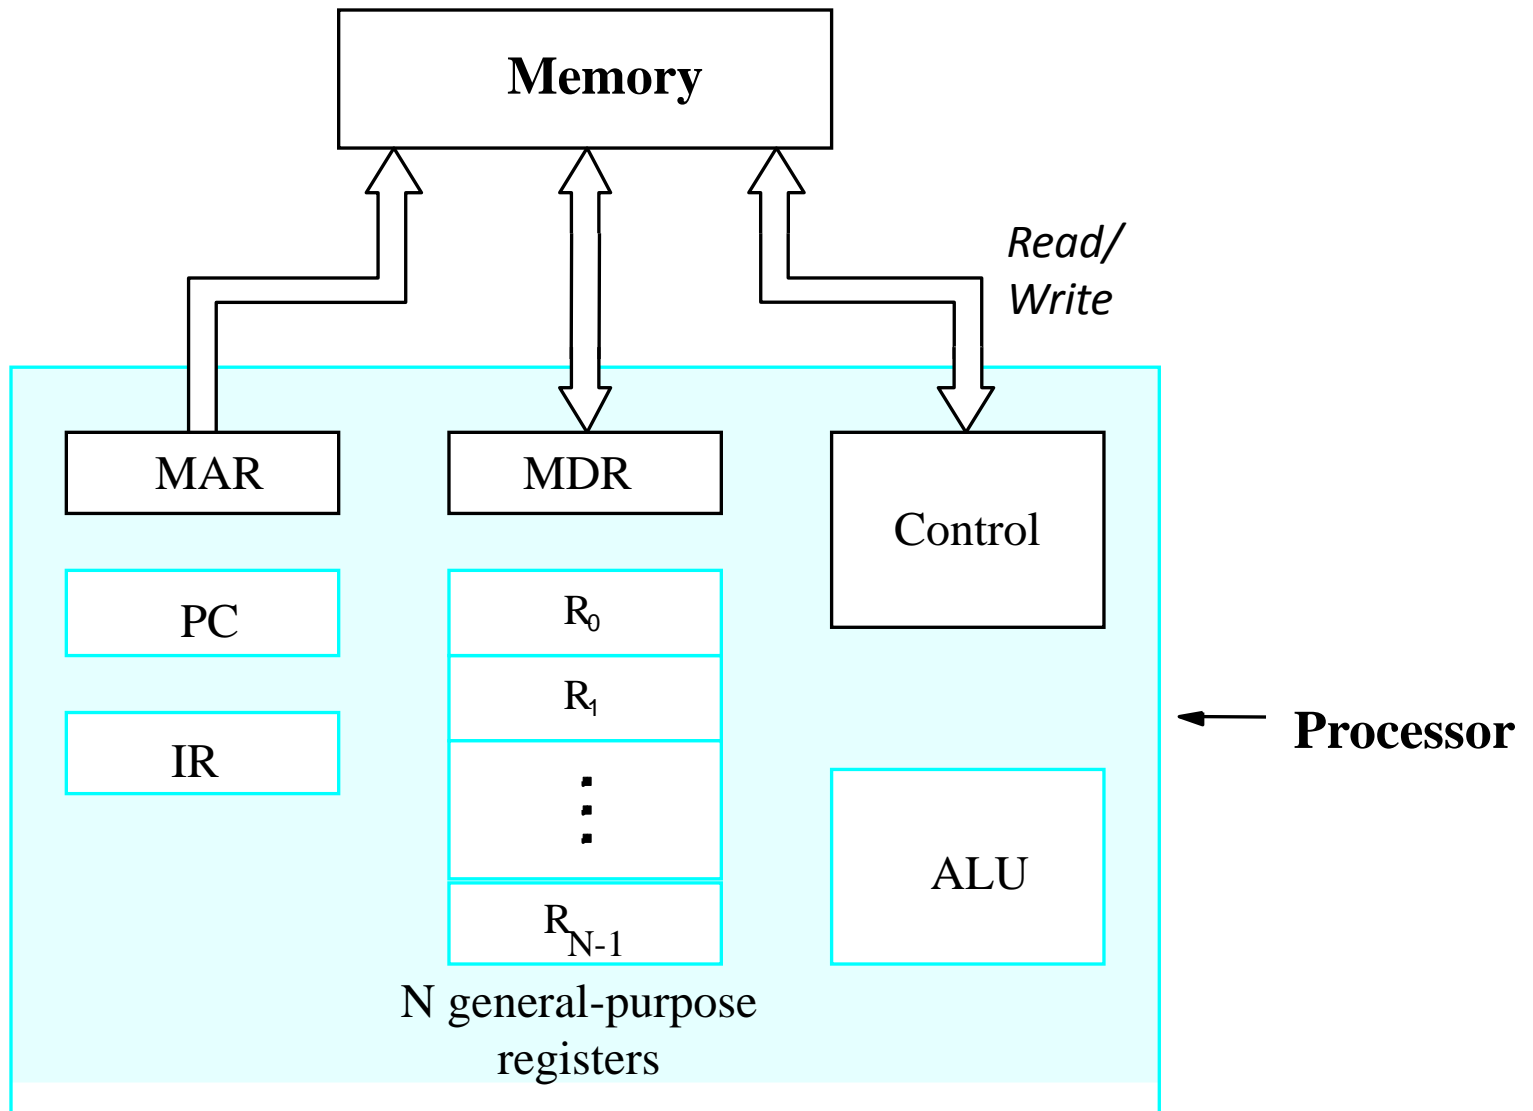 Memory
Read/
Write
MAR
MDR
Control
PC
R0
R1
IR
Processor
ALU
RN-1
N general-purpose
registers